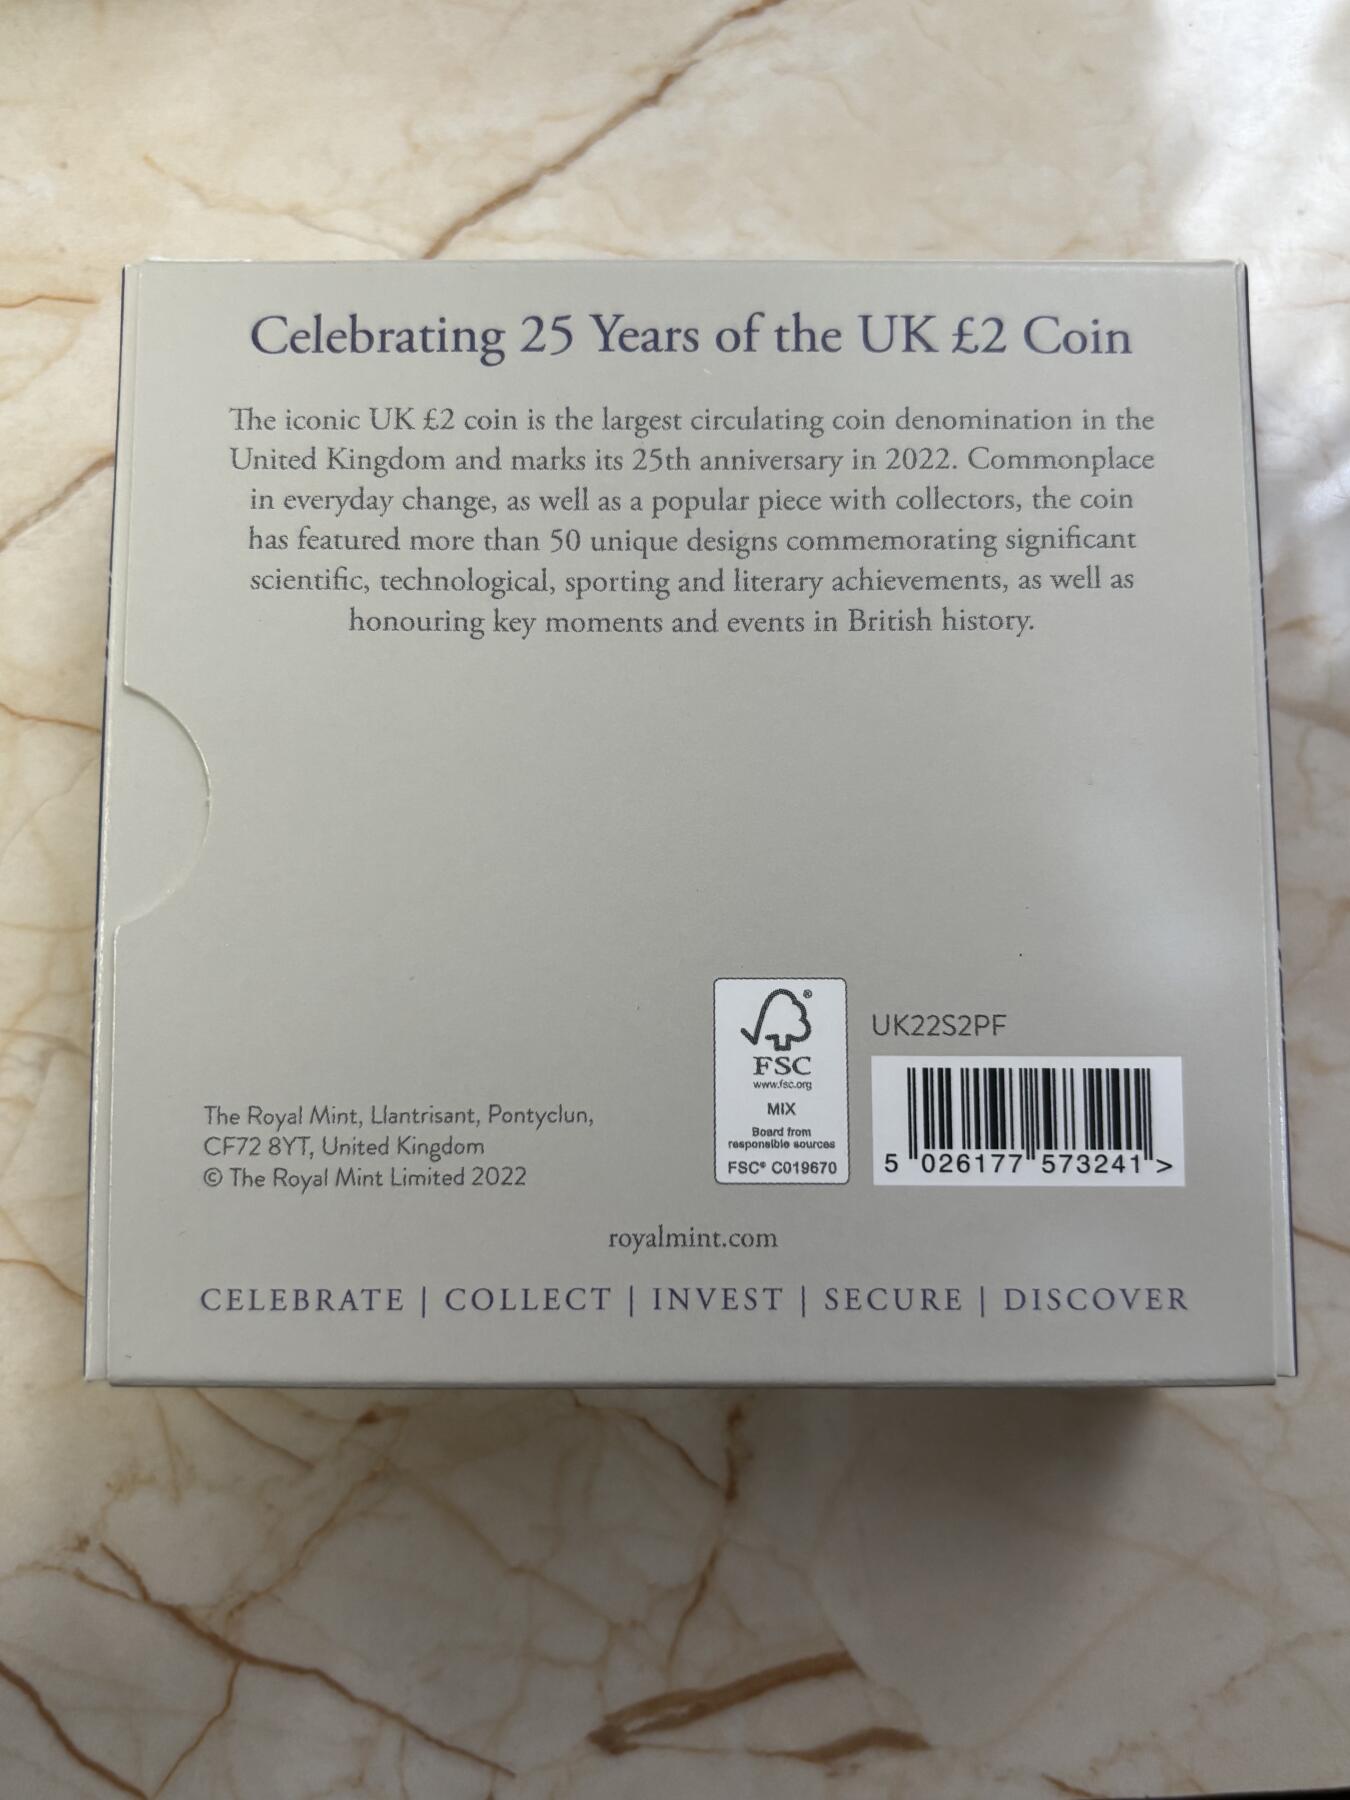 Celebrating 25 Years of the UK £2 Coin
The iconic UK £2 coin is the largest circulating coin denomination in the
United Kingdom and marks its 25th anniversary in 2022. Commonplace
in everyday change, as well as a popular piece with collectors, the coin
has featured more than 50 unique designs commemorating significant
scientific, technological, sporting and literary achievements, as well as
honouring key moments and events in British history.
The Royal Mint, Llantrisant, Pontyclun,
CF72 8YT, United Kingdom
© The Royal Mint Limited 2022
®
FSC
www.fsc.org
MIX
Board from
responsible sources
FSC® C019670
UK22S2PF
5 026177 573241 >
royalmint.com
CELEBRATE | COLLECT | INVEST | SECURE | DISCOVER